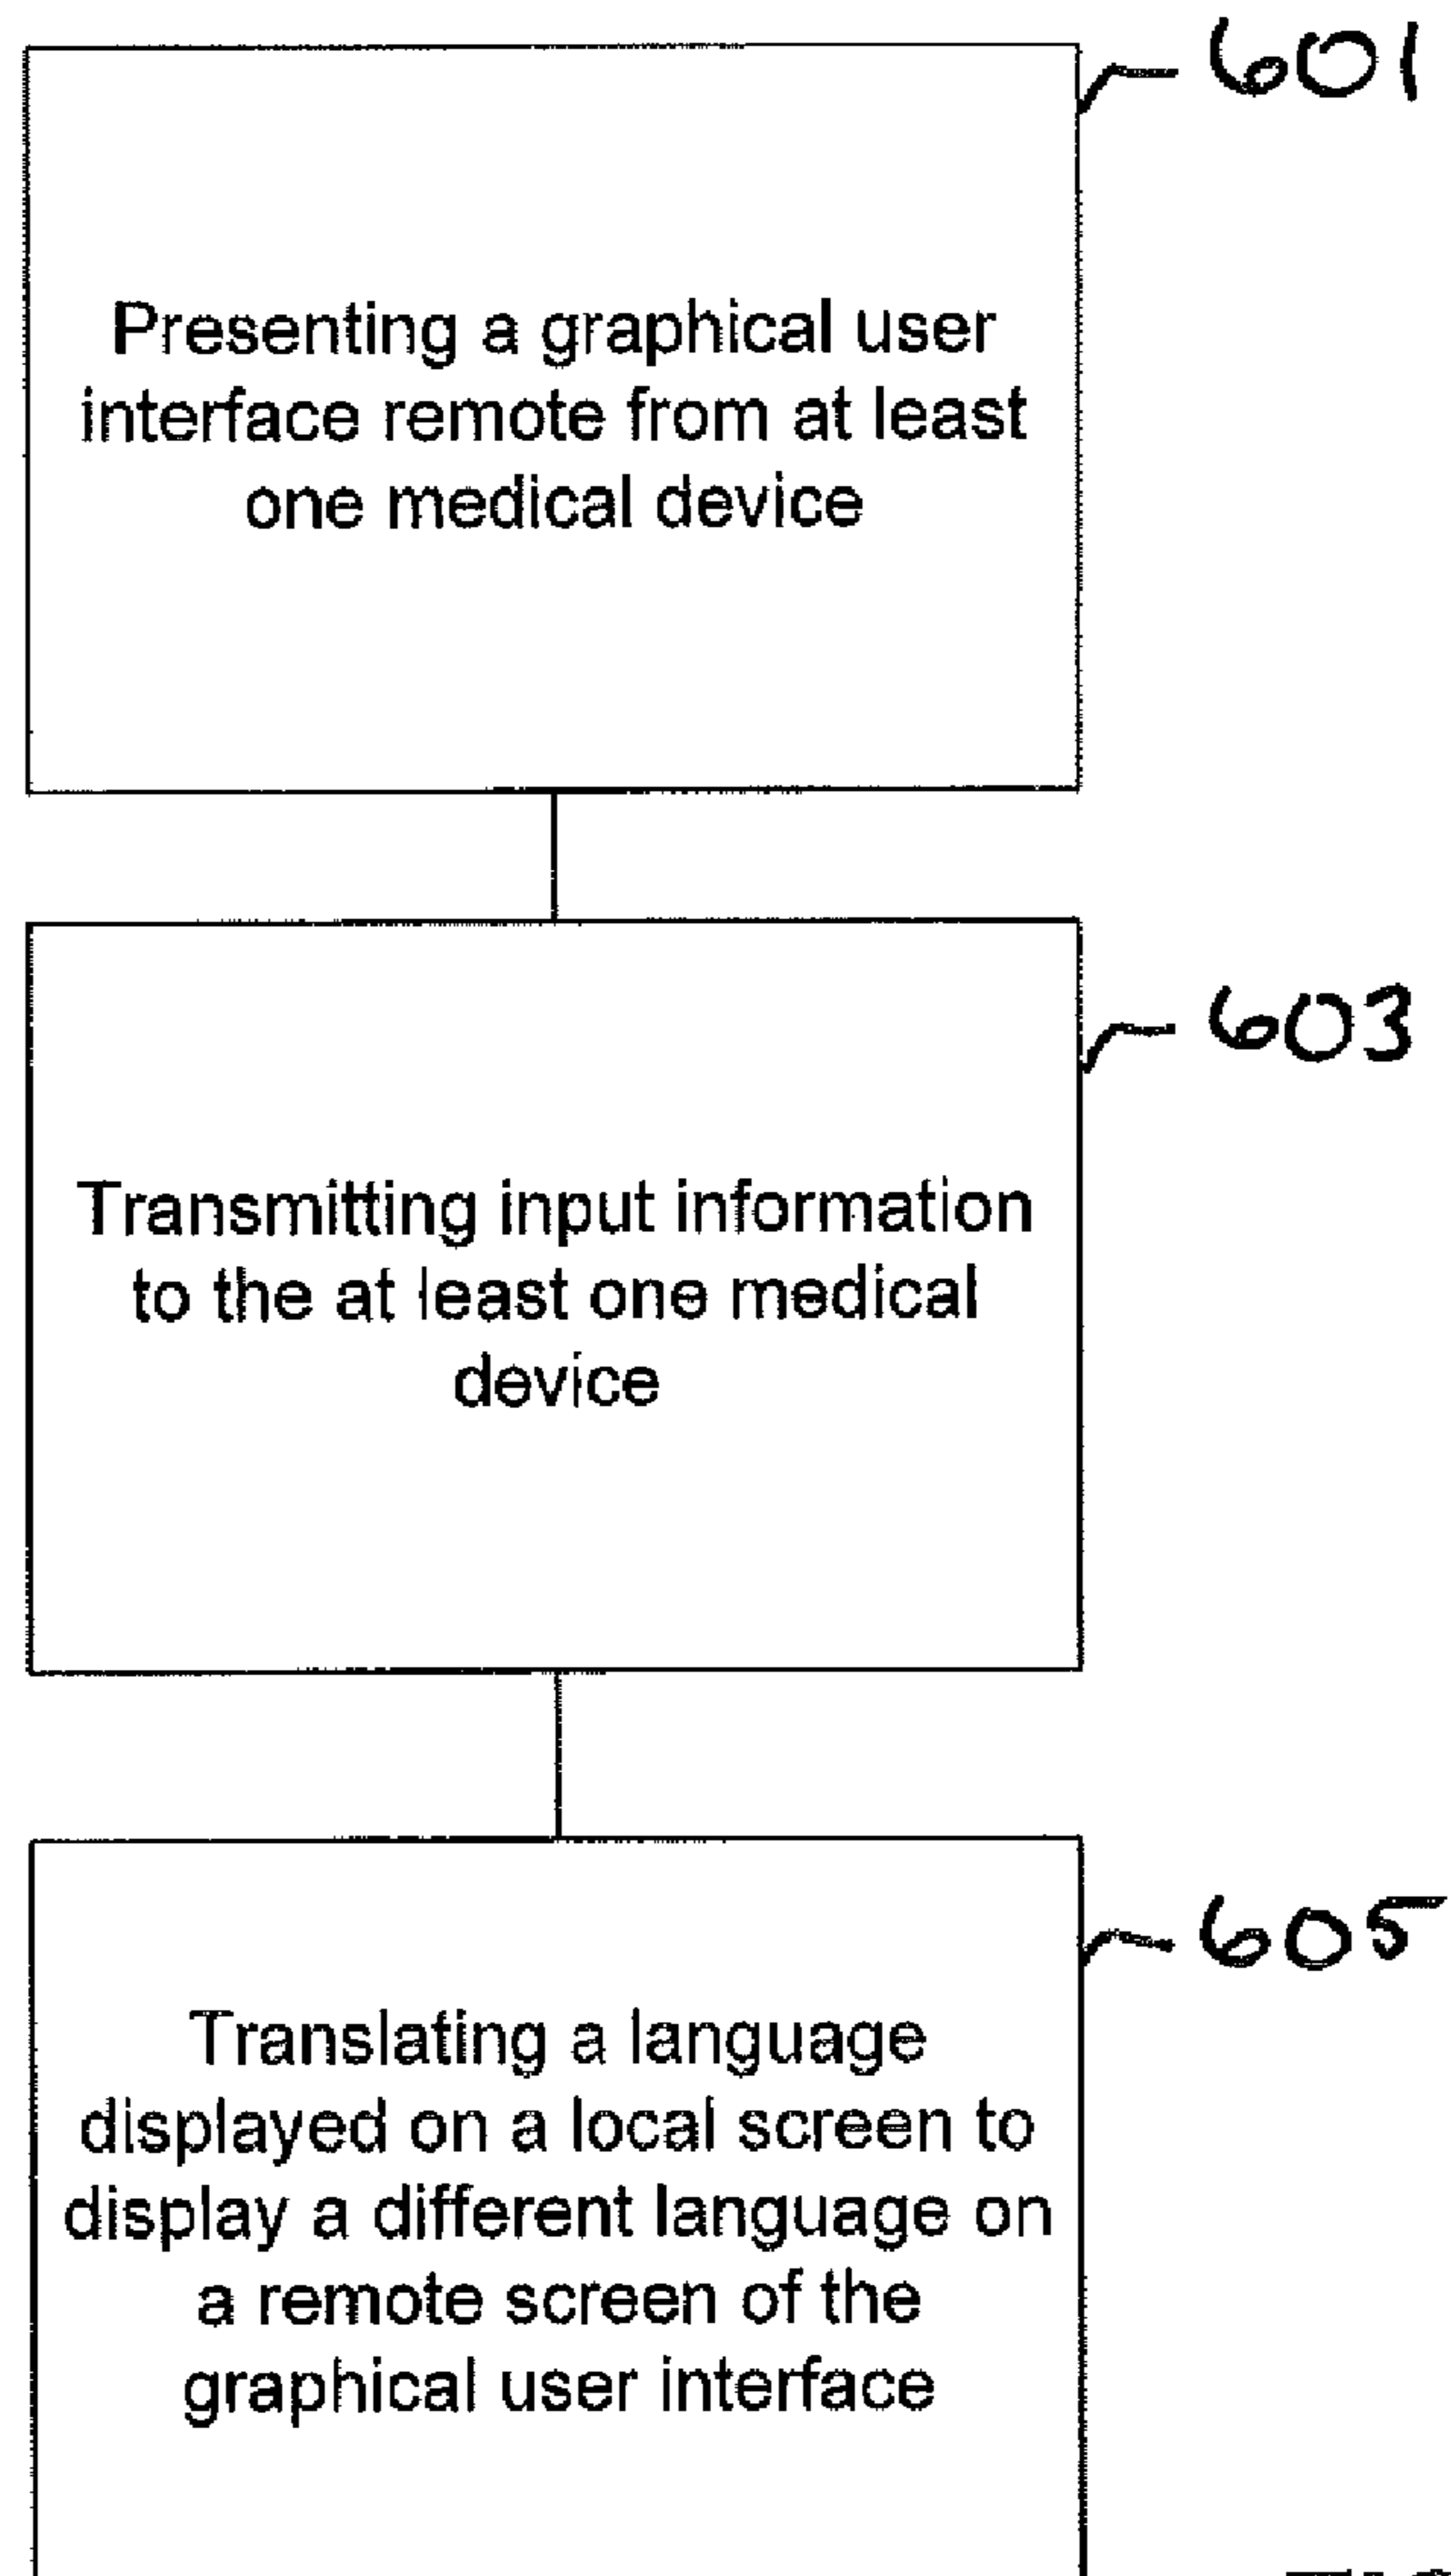 601
Presenting a graphical user
interface remote from at least
one medical device
603
Transmitting input information
to the at least one medical
device
605
Translating a language
displayed on a local screen to
display a different language on
a remote screen of the
graphical user interface